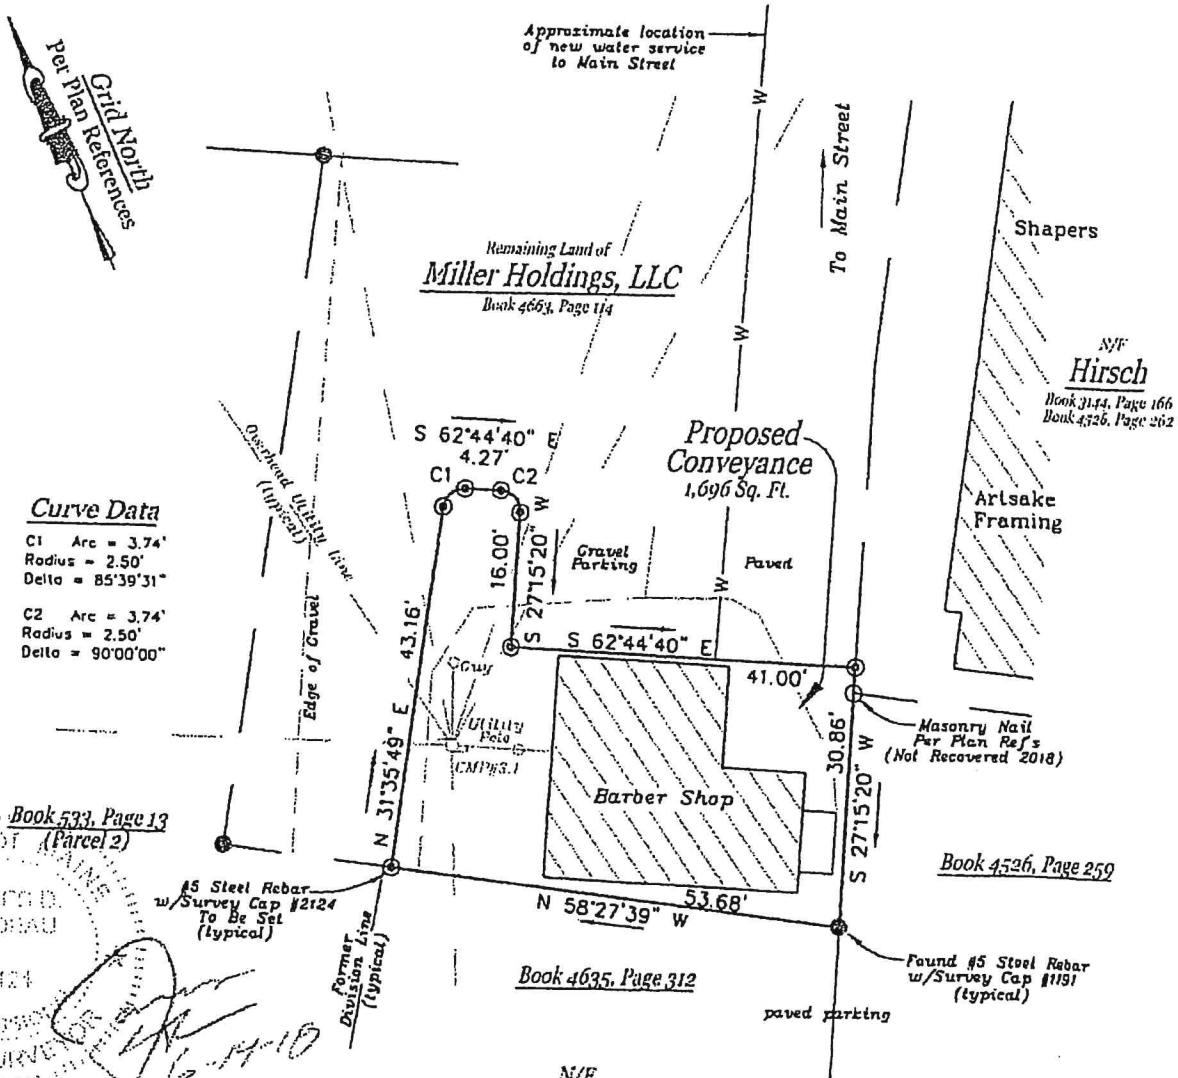 Approximate location
of new water service
to Main Street
Grid North
Per Plan References
W
To Main Street
Shapers
Remaining Land of
Miller Holdings, LLC
Book 4663, Page 114
W
N/F
Hirsch
Book 3144, Page 166
Book 4526, Page 262
S 62°44'40" E
4.27'
C1
C2
Proposed
Conveyance
1,696 Sq. Ft.
Overhead Utility Line
(typical)
Curve Data
C1 Arc = 3.74'
Radius = 2.50'
Delta = 85°39'31"
C2 Arc = 3.74'
Radius = 2.50'
Delta = 90°00'00"
Artsake
Framing
16.00'
S 27°15'20" W
Gravel
Parking
Paved
W
Edge of Gravel
43.16'
N 31°35'49" E
S 62°44'40" E
41.00'
Guy
Utility
Pole
CMP#3.1
30.86'
S 27°15'20" W
Masonry Nail
Per Plan Refs
(Not Recovered 2018)
Barber Shop
Book 533, Page 13
(Parcel 2)
Book 4526, Page 259
#5 Steel Rebar
w/Survey Cap #2124
To Be Set
(typical)
53.68'
N 58°27'39" W
Former
Division Line
(typical)
Book 4635, Page 312
Found #5 Steel Rebar
w/Survey Cap #1191
(typical)
paved parking
N/F